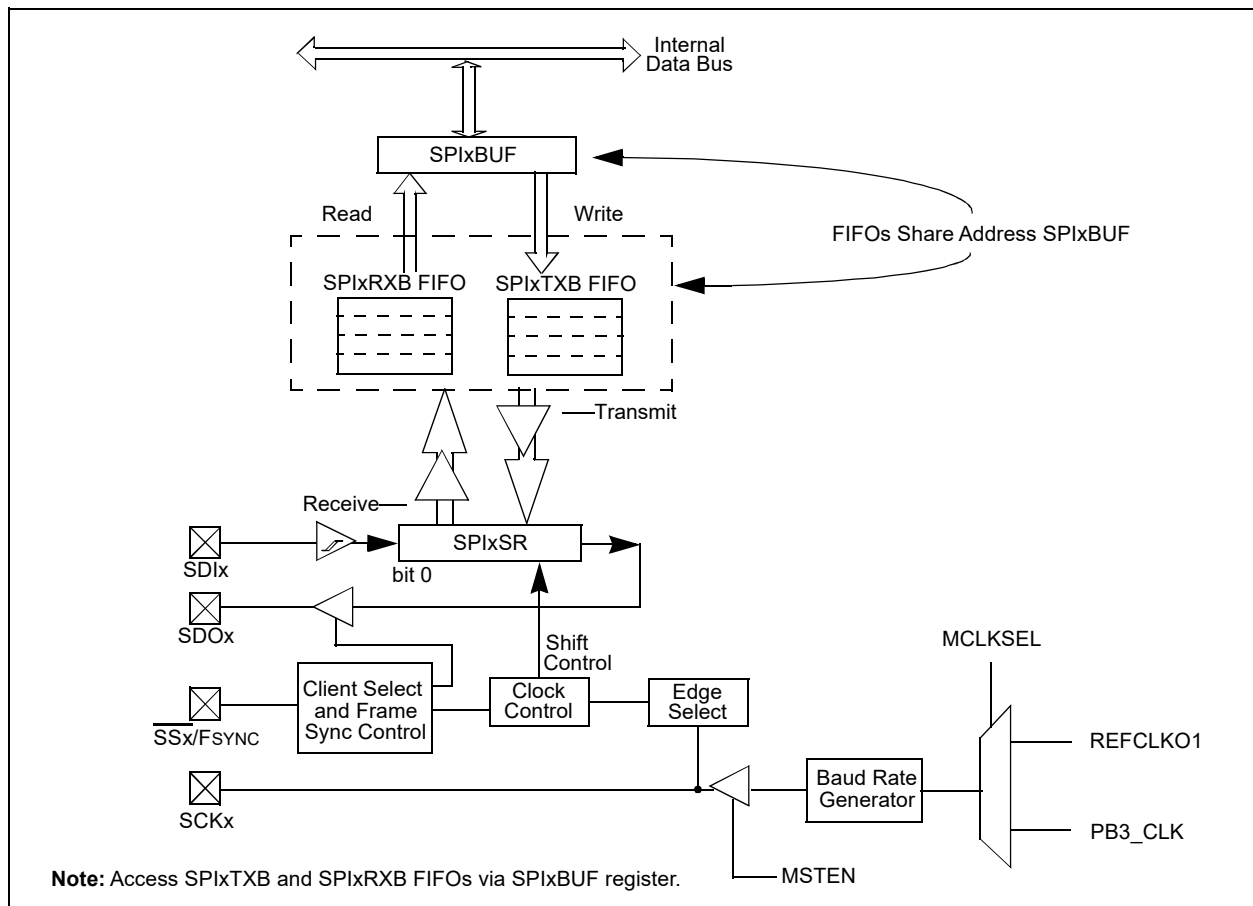 Internal
Data Bus
SPIxBUF
Read
Write
FIFOs Share Address SPIxBUF
SPIxRXB FIFO
SPIxTXB FIFO
Transmit
Receive
SPIxSR
SDIx
bit 0
SDOx
Shift
Control
MCLKSEL
Client Select
and Frame
Sync Control
Clock
Control
Edge
Select
SSx/FSYNC
REFCLKO1
Baud Rate
Generator
SCKx
PB3_CLK
MSTEN
Note: Access SPIxTXB and SPIxRXB FIFOs via SPIxBUF register.